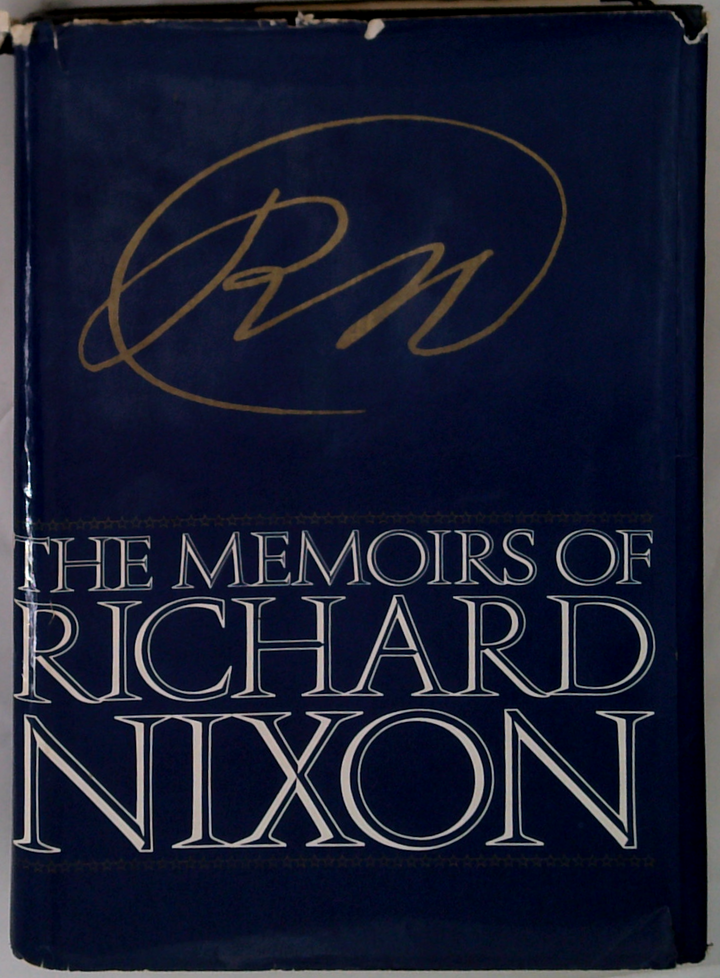 RN
THE MEMOIRS OF
RICHARD
NIXON